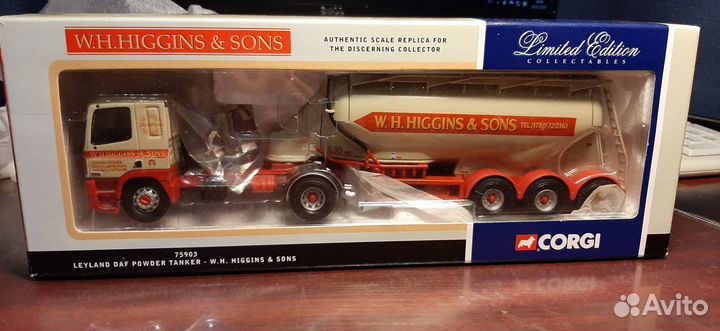 W.H.HIGGINS & SONS
AUTHENTIC SCALE REPLICA FOR
THE DISCERNING COLLECTOR
Limited Edition
COLLECTABLES
W.H.HIGGINS & SONS TEL:(1780)720361
W.H.HIGGINS & SONS
CORGI
75903
LEYLAND DAF POWDER TANKER - W.H. HIGGINS & SONS
Avito